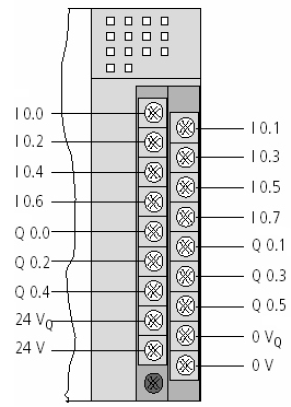 I 0.0
I 0.1
I 0.2
I 0.3
I 0.4
I 0.5
I 0.6
I 0.7
Q 0.0
Q 0.1
Q 0.2
Q 0.3
Q 0.4
Q 0.5
24 VQ
0 VQ
24 V
0 V